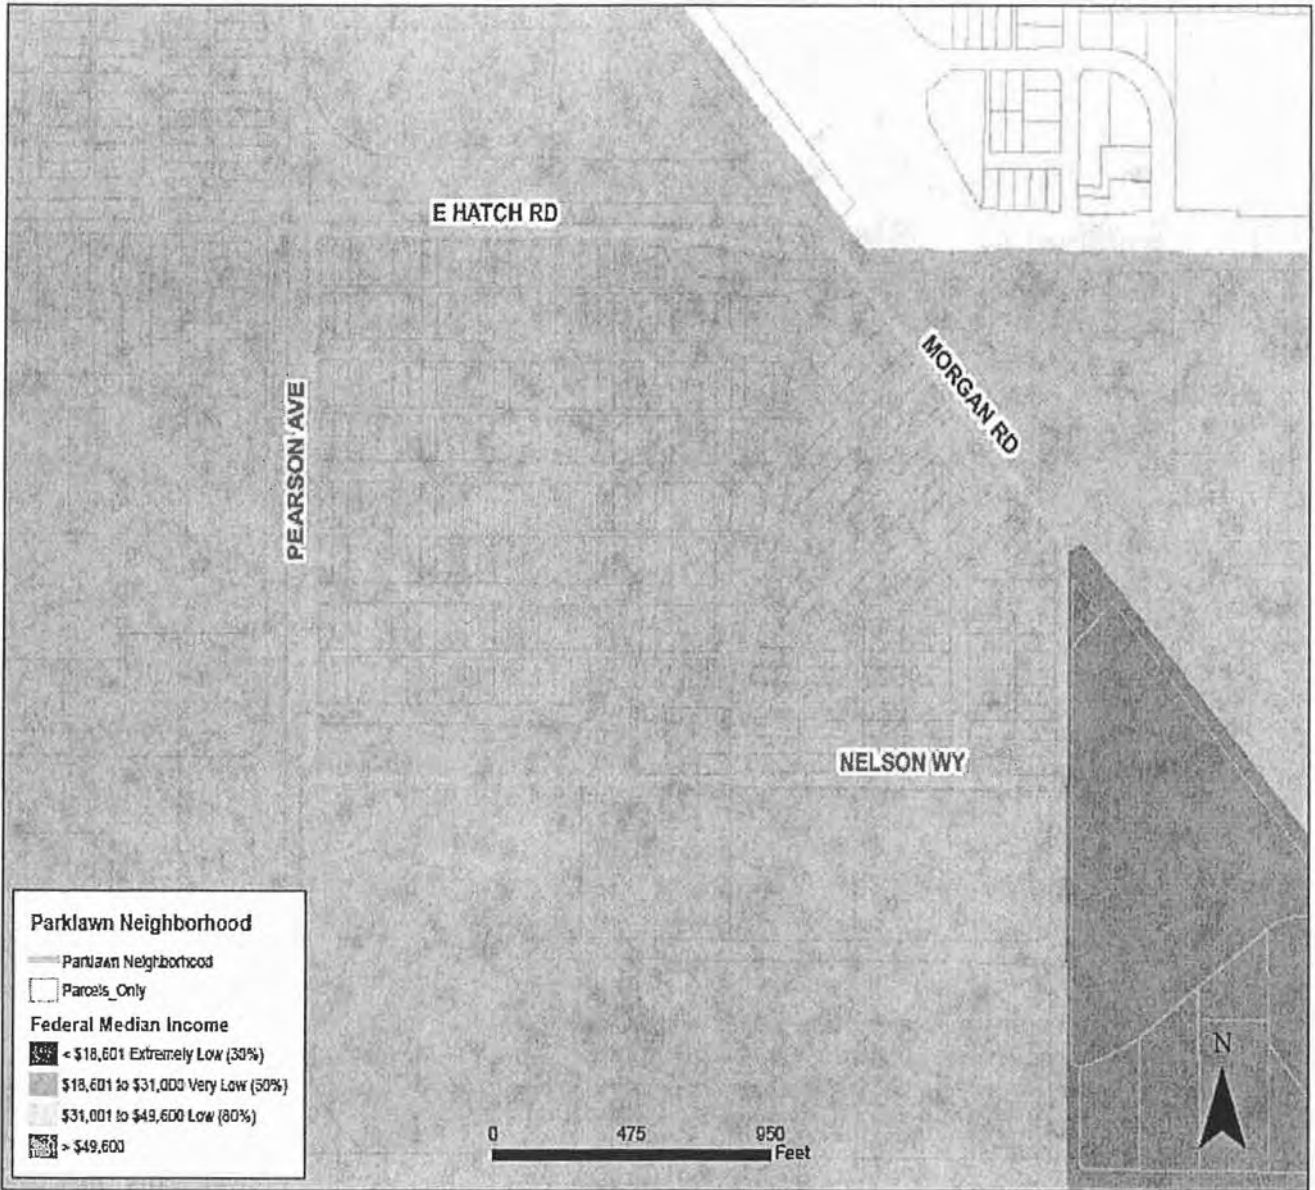 E HATCH RD
MORGAN RD
PEARSON AVE
NELSON WY
Parklawn Neighborhood
Parklawn Neighborhood
Parcels_Only
Federal Median Income
< $18,601 Extremely Low (30%)
$18,601 to $31,000 Very Low (50%)
$31,001 to $49,600 Low (80%)
> $49,600
0 475 950
Feet
N